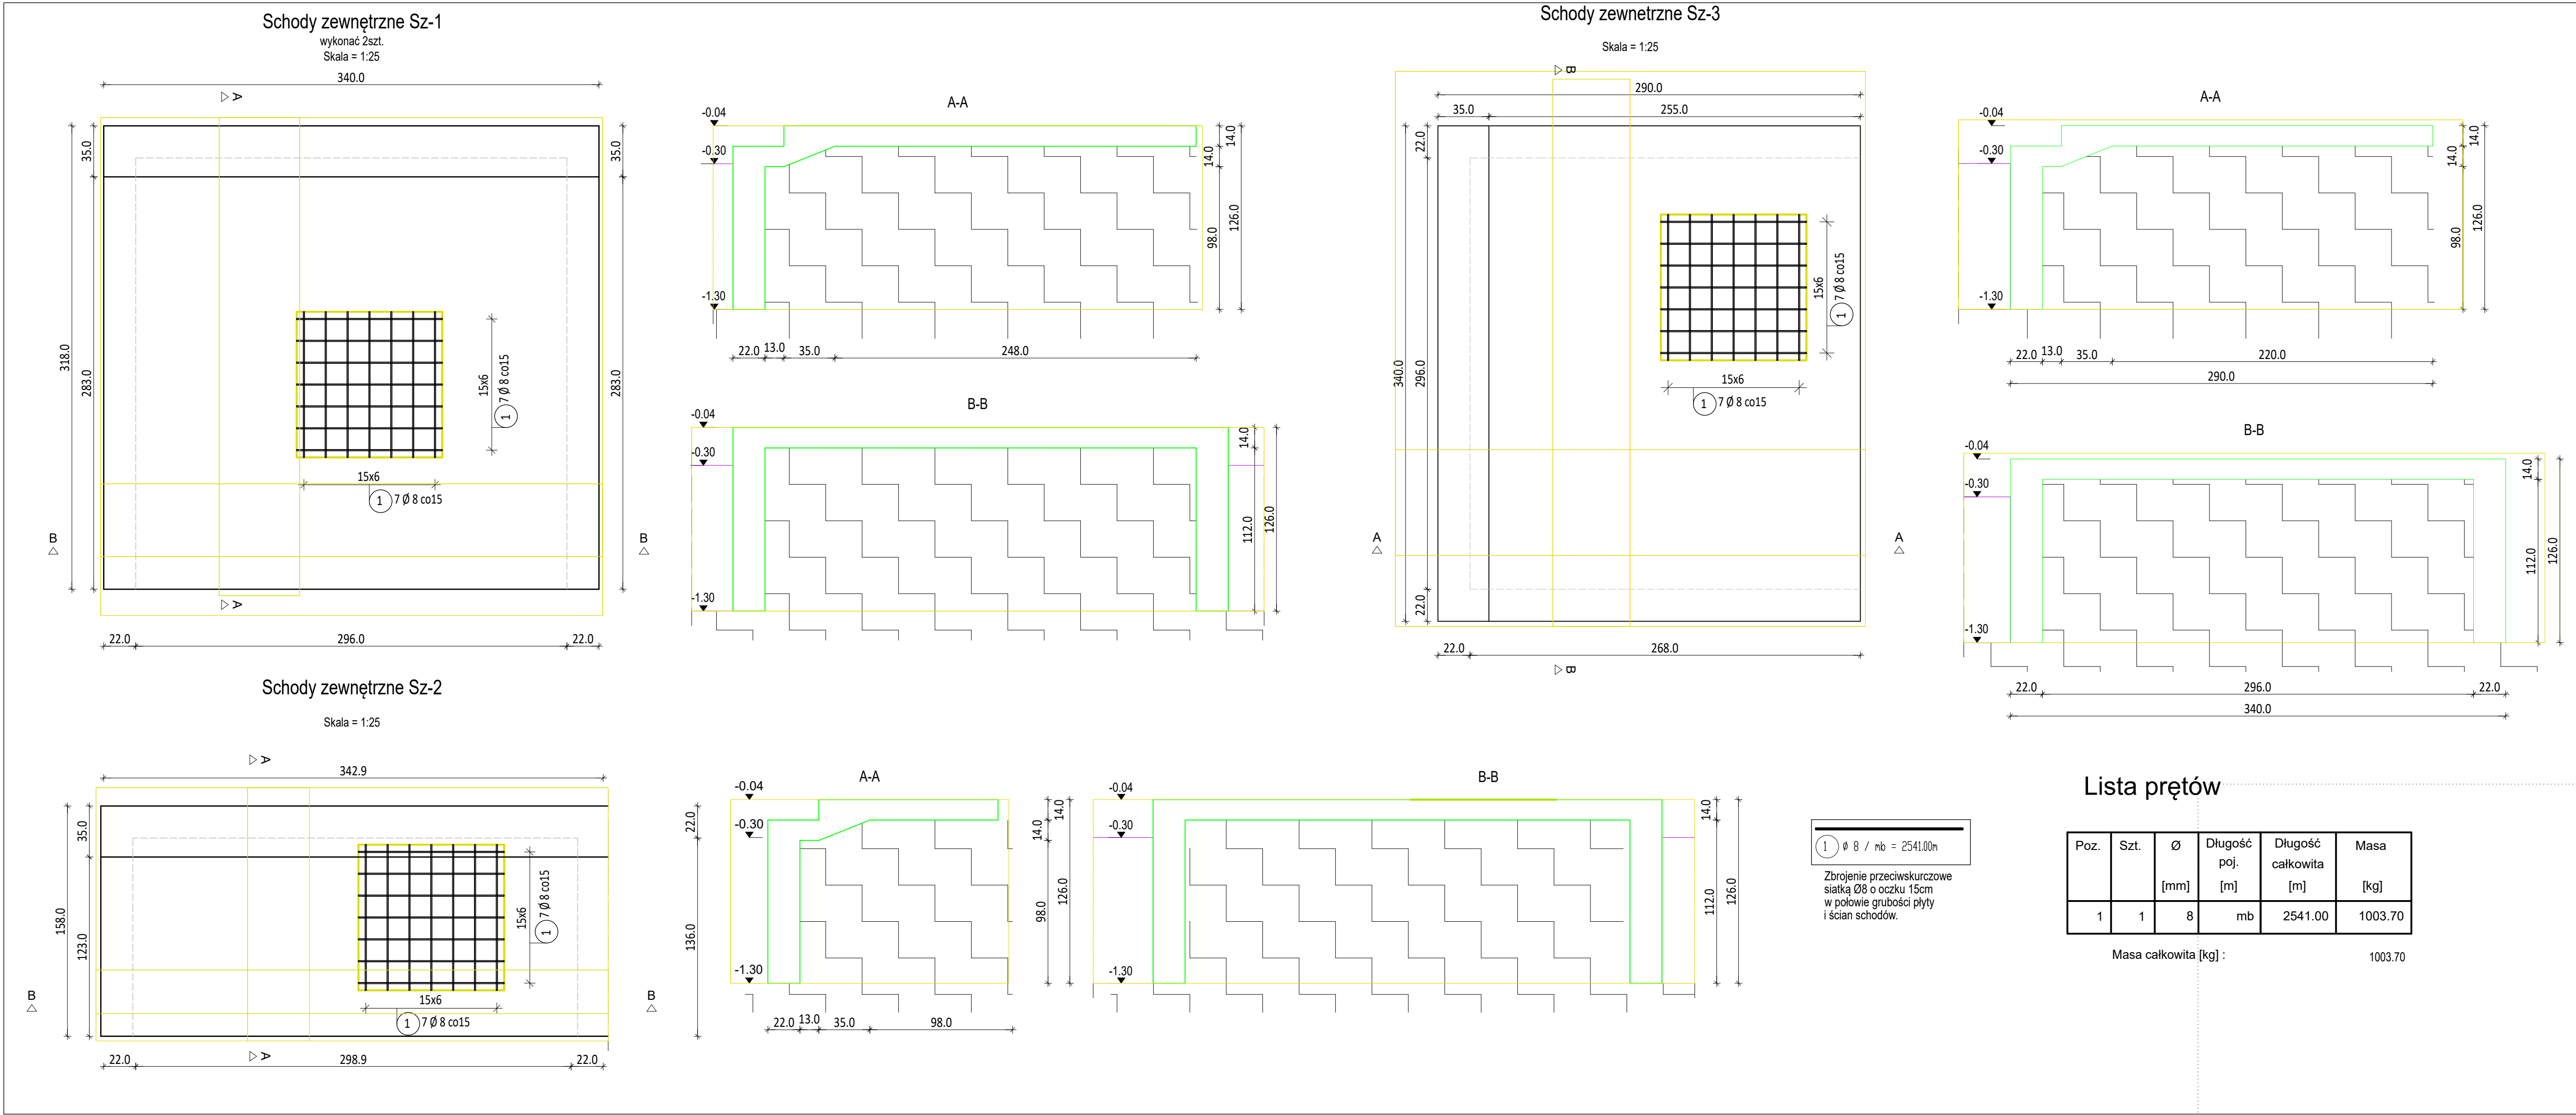 Schody zewnętrzne Sz-1
wykonać 2szt.
Skala = 1:25
340.0
A
35.0
35.0
318.0
283.0
283.0
15x6
7 Ø 8 co15
1
15x6
1 7 Ø 8 co15
B
B
A
22.0 296.0 22.0
A-A
-0.04
-0.30
-1.30
14.0
14.0
98.0
126.0
22.0 13.0 35.0 248.0
B-B
-0.04
-0.30
-1.30
14.0
112.0
126.0
Schody zewnętrzne Sz-2
Skala = 1:25
A
342.9
35.0
158.0
123.0
15x6
7 Ø 8 co15
1
15x6
1 7 Ø 8 co15
B
B
A
22.0 298.9 22.0
A-A
-0.04
-0.30
-1.30
22.0
136.0
14.0
14.0
98.0
126.0
22.0 13.0 35.0 98.0
B-B
-0.04
-0.30
-1.30
14.0
112.0
126.0
Schody zewnetrzne Sz-3
Skala = 1:25
B
290.0
35.0 255.0
22.0
340.0
296.0
22.0
15x6
7 Ø 8 co15
1
15x6
1 7 Ø 8 co15
A
A
22.0 268.0
B
A-A
-0.04
-0.30
-1.30
14.0
14.0
98.0
126.0
22.0 13.0 35.0 220.0
290.0
B-B
-0.04
-0.30
-1.30
14.0
112.0
126.0
22.0 296.0 22.0
340.0
1 Ø 8 / mb = 2541.00m
Zbrojenie przeciwskurczowe
siatką Ø8 o oczku 15cm
w połowie grubości płyty
i ścian schodów.
Lista prętów
Poz. Szt. Ø Długość Długość Masa
poj. całkowita
[mm] [m] [m] [kg]
1 1 8 mb 2541.00 1003.70
Masa całkowita [kg] : 1003.70